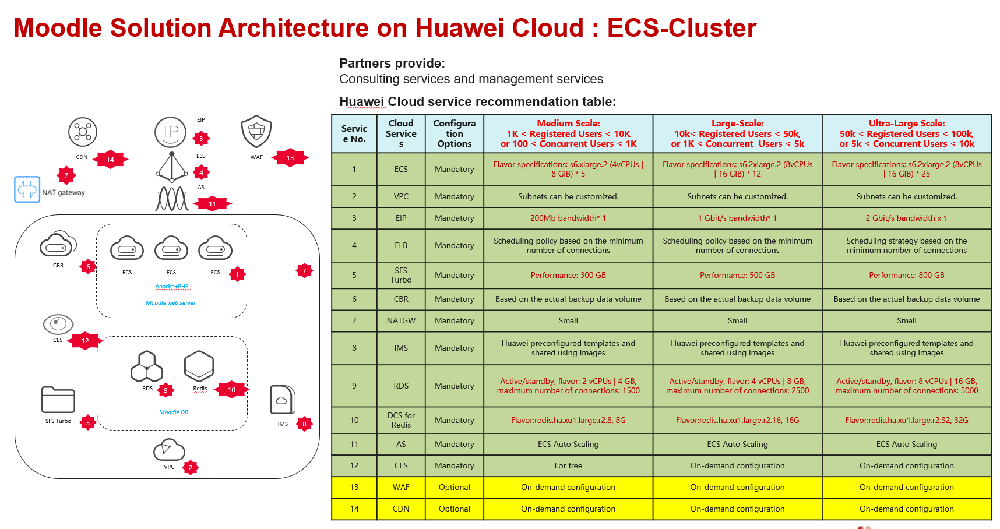 Moodle Solution Architecture on Huawei Cloud : ECS-Cluster
Partners provide:
Consulting services and management services
Huawei Cloud service recommendation table:
CDN
14
IP
EIP
3
WAF
13
ELB
4
7
NAT gateway
AS
11
CBR
6
ECS
ECS
ECS
1
7
Apache+PHP
Moodle web server
CES
12
RDS
9
Redis
10
Moodle DB
SFS Turbo
5
IMS
8
VPC
2
Servic
e No.
Cloud
Service
s
Configura
tion
Options
Medium Scale:
1K < Registered Users < 10K
or 100 < Concurrent Users < 1K
Large-Scale:
10k< Registered Users < 50k,
or 1K < Concurrent  Users < 5k
Ultra-Large Scale:
50k < Registered Users < 100k,
or 5k < Concurrent Users < 10k
1
ECS
Mandatory
Flavor specifications: s6.xlarge.2 (4vCPUs |
8 GiB) * 5
Flavor specifications: s6.2xlarge.2 (8vCPUs
| 16 GiB) * 12
Flavor specifications: s6.2xlarge.2 (8vCPUs
| 16 GiB) * 25
2
VPC
Mandatory
Subnets can be customized.
Subnets can be customized.
Subnets can be customized.
3
EIP
Mandatory
200Mb bandwidth* 1
1 Gbit/s bandwidth* 1
2 Gbit/s bandwidth x 1
4
ELB
Mandatory
Scheduling policy based on the minimum
number of connections
Scheduling policy based on the minimum
number of connections
Scheduling strategy based on the
minimum number of connections
5
SFS
Turbo
Mandatory
Performance: 300 GB
Performance: 500 GB
Performance: 800 GB
6
CBR
Mandatory
Based on the actual backup data volume
Based on the actual backup data volume
Based on the actual backup data volume
7
NATGW
Mandatory
Small
Small
Small
8
IMS
Mandatory
Huawei preconfigured templates and
shared using images
Huawei preconfigured templates and
shared using images
Huawei preconfigured templates and
shared using images
9
RDS
Mandatory
Active/standby, flavor: 2 vCPUs | 4 GB,
maximum number of connections: 1500
Active/standby, flavor: 4 vCPUs | 8 GB,
maximum number of connections: 2500
Active/standby, flavor: 8 vCPUs | 16 GB,
maximum number of connections: 5000
10
DCS for
Redis
Mandatory
Flavor:redis.ha.xu1.large.r2.8, 8G
Flavor:redis.ha.xu1.large.r2.16, 16G
Flavor:redis.ha.xu1.large.r2.32, 32G
11
AS
Mandatory
ECS Auto Scaling
ECS Auto Scaling
ECS Auto Scaling
12
CES
Mandatory
For free
On-demand configuration
On-demand configuration
13
WAF
Optional
On-demand configuration
On-demand configuration
On-demand configuration
14
CDN
Optional
On-demand configuration
On-demand configuration
On-demand configuration